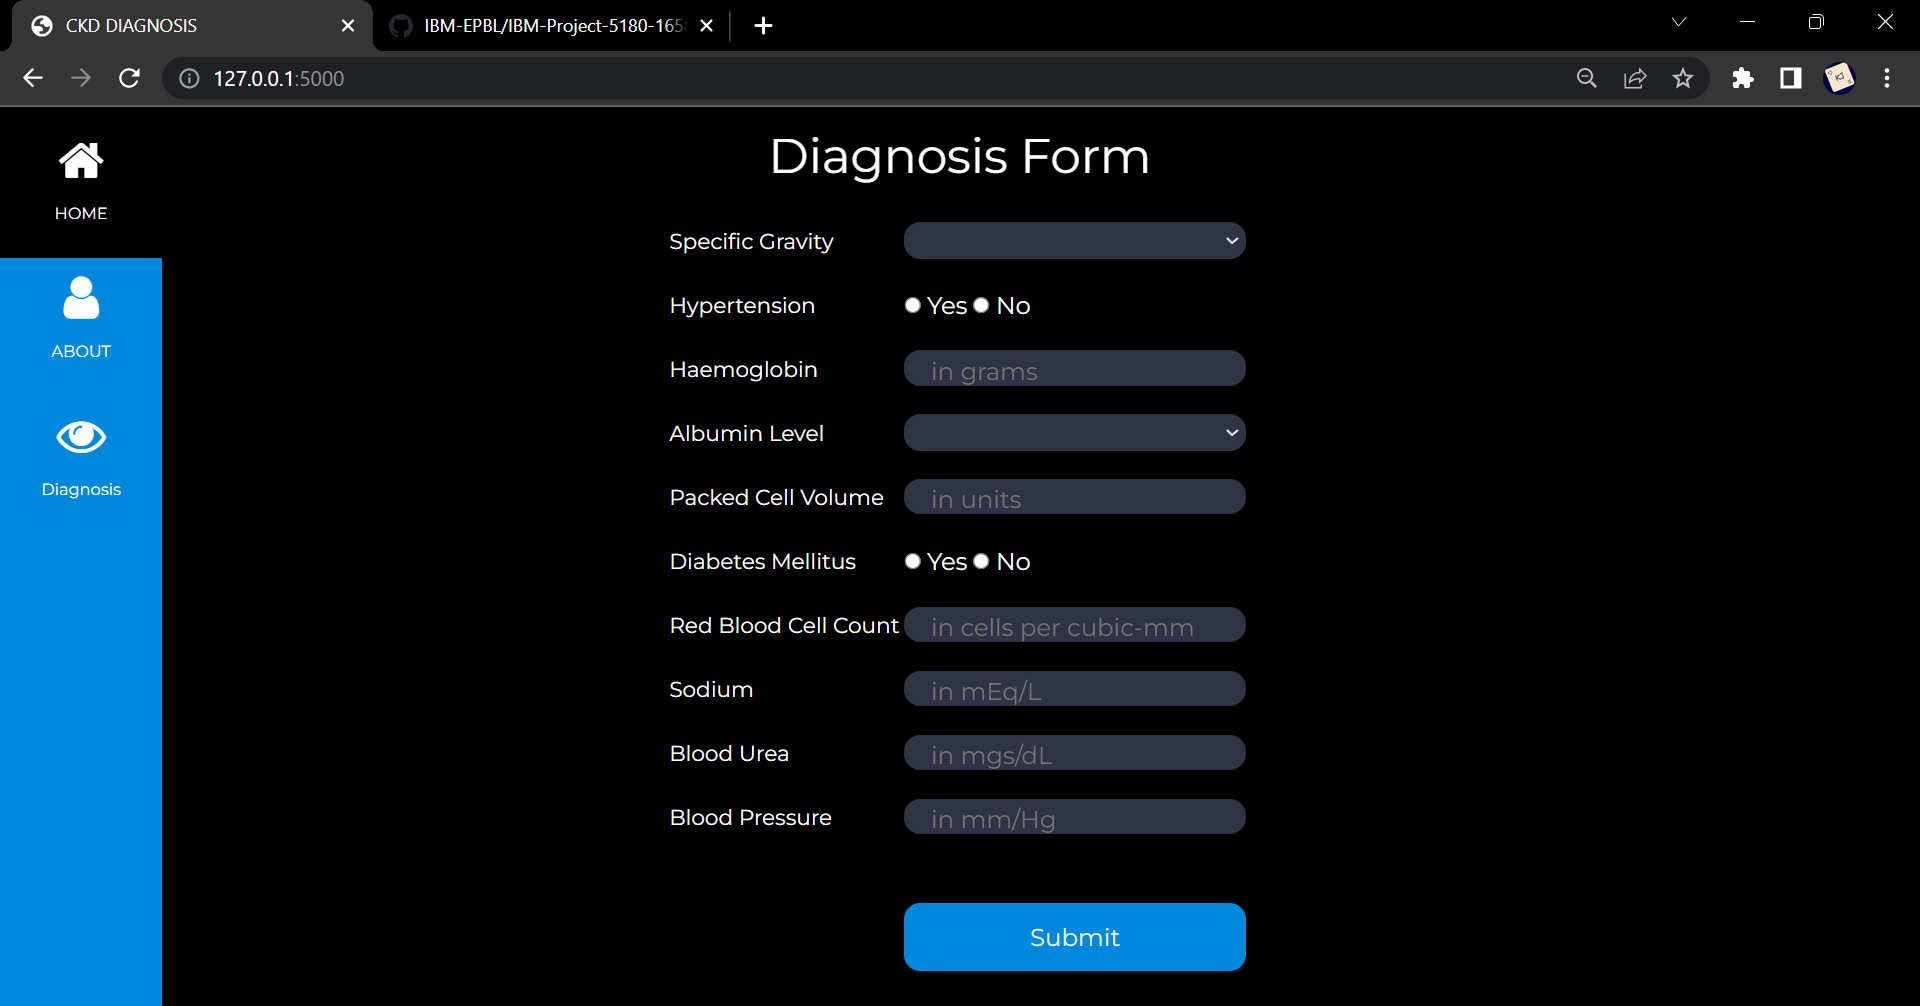 CKD DIAGNOSIS
IBM-EPBL/IBM-Project-5180-165
127.0.0.1:5000
HOME
ABOUT
Diagnosis
Diagnosis Form
Specific Gravity
Hypertension Yes No
Haemoglobin in grams
Albumin Level
Packed Cell Volume in units
Diabetes Mellitus Yes No
Red Blood Cell Count in cells per cubic-mm
Sodium in mEq/L
Blood Urea in mgs/dL
Blood Pressure in mm/Hg
Submit